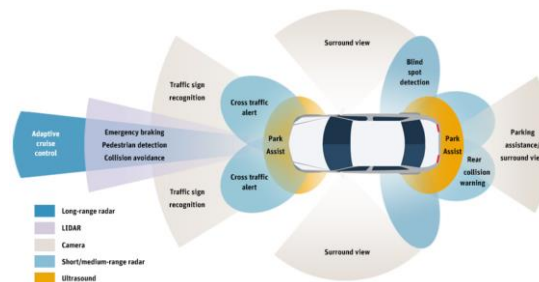 Surround view
Blind
spot
detection
Traffic sign
recognition
Cross traffic
alert
Adaptive
cruise
control
Emergency braking
Pedestrian detection
Collision avoidance
Park
Assist
Park
Assist
Parking
assistance/
surround view
Rear
collision
warning
Cross traffic
alert
Traffic sign
recognition
Surround view
Long-range radar
LIDAR
Camera
Short/medium-range radar
Ultrasound